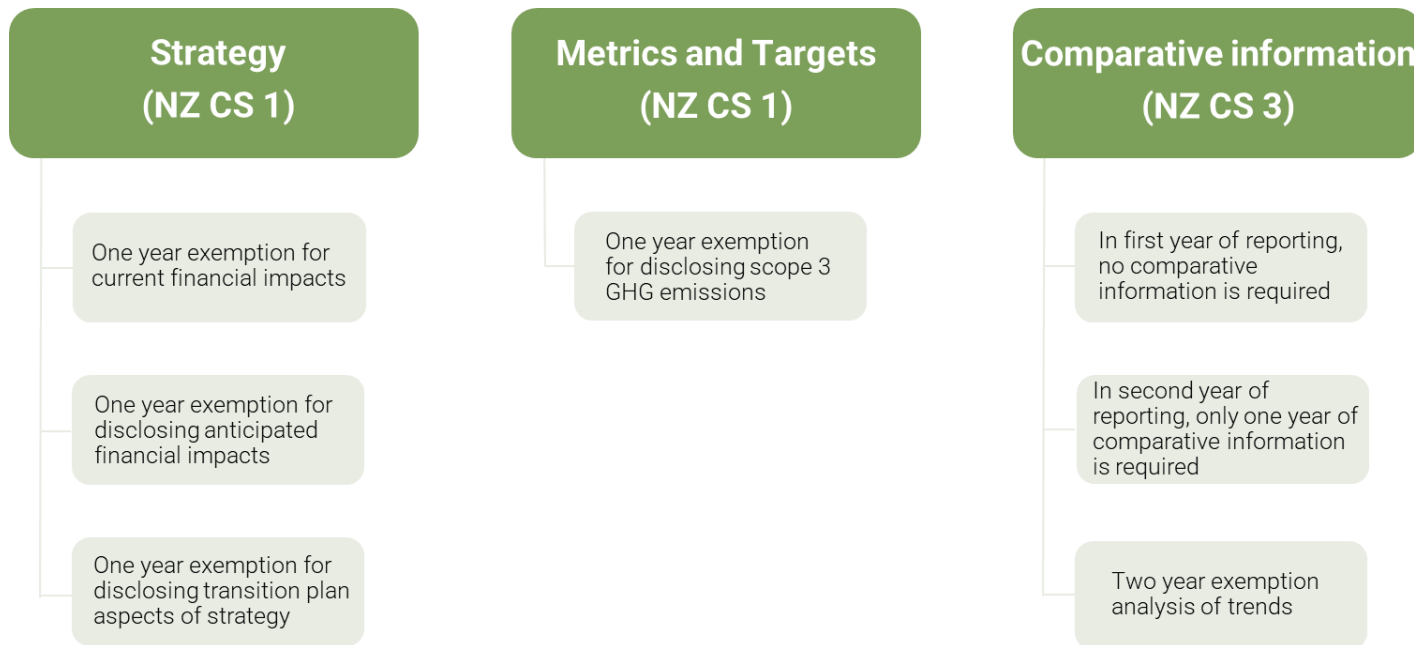 Strategy
(NZ CS 1)
One year exemption for
current financial impacts
One year exemption for
disclosing anticipated
financial impacts
One year exemption for
disclosing transition plan
aspects of strategy
Metrics and Targets
(NZ CS 1)
One year exemption
for disclosing scope 3
GHG emissions
Comparative information
(NZ CS 3)
In first year of reporting,
no comparative
information is required
In second year of
reporting, only one year of
comparative information
is required
Two year exemption
analysis of trends